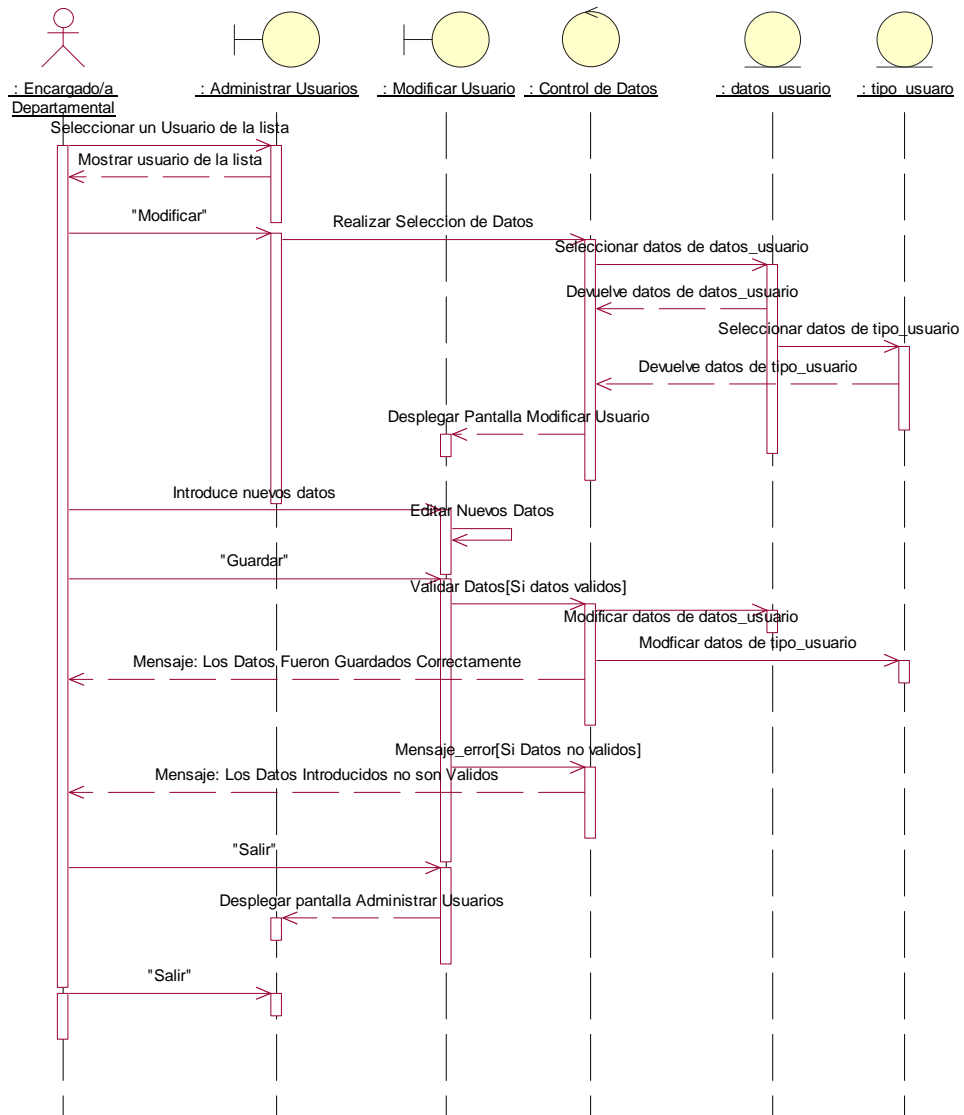 : Encargado/a
Departamental
: Administrar Usuarios
: Modificar Usuario
: Control de Datos
: datos_usuario
: tipo_usuaro
Seleccionar un Usuario de la lista
Mostrar usuario de la lista
"Modificar"
Realizar Seleccion de Datos
Seleccionar datos de datos_usuario
Devuelve datos de datos_usuario
Seleccionar datos de tipo_usuario
Devuelve datos de tipo_usuario
Desplegar Pantalla Modificar Usuario
Introduce nuevos datos
Editar Nuevos Datos
"Guardar"
Validar Datos[Si datos validos]
Modificar datos de datos_usuario
Modficar datos de tipo_usuario
Mensaje: Los Datos Fueron Guardados Correctamente
Mensaje_error[Si Datos no validos]
Mensaje: Los Datos Introducidos no son Validos
"Salir"
Desplegar pantalla Administrar Usuarios
"Salir"